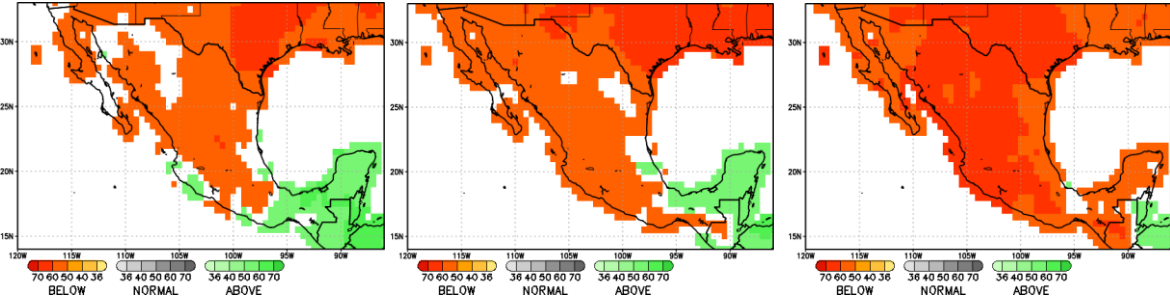 30N 30N 30N
25N 25N 25N
20N 20N 20N
15N 15N 15N
120W 115W 110W 105W 100W 95W 90W 120W 115W 110W 105W 100W 95W 90W 120W 115W 110W 105W 100W 95W 90W
70 60 50 40 36 36 40 50 60 70 36 40 50 60 70 70 60 50 40 36 36 40 50 60 70 36 40 50 60 70 70 60 50 40 36 36 40 50 60 70 36 40 50 60 70
BELOW NORMAL ABOVE BELOW NORMAL ABOVE BELOW NORMAL ABOVE